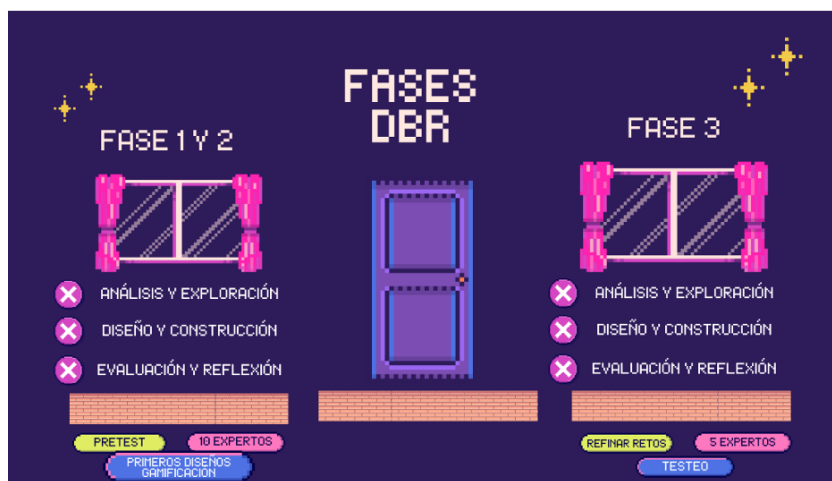 FASES
DBR
FASE 1 Y 2
ANÁLISIS Y EXPLORACIÓN
DISEÑO Y CONSTRUCCIÓN
EVALUACIÓN Y REFLEXIÓN
PRETEST
10 EXPERTOS
PRIMEROS DISEÑOS
GAMIFICACIÓN
FASE 3
ANÁLISIS Y EXPLORACIÓN
DISEÑO Y CONSTRUCCIÓN
EVALUACIÓN Y REFLEXIÓN
REFINAR RETOS
5 EXPERTOS
TESTEO